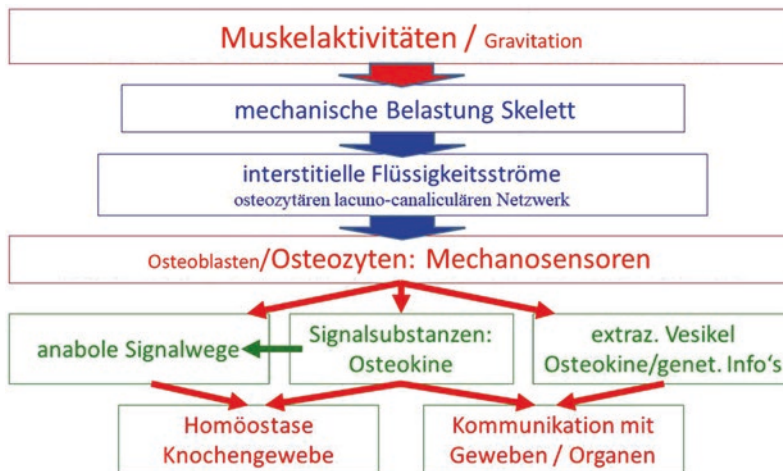 Muskelaktivitäten / Gravitation
mechanische Belastung Skelett
interstitielle Flüssigkeitsströme
osteozytären lacuno-canaliculären Netzwerk
Osteoblasten/Osteozyten: Mechanosensoren
anabole Signalwege
Signalsubstanzen:
Osteokine
extraz. Vesikel
Osteokine/genet. Info's
Homöostase
Knochengewebe
Kommunikation mit
Geweben / Organen